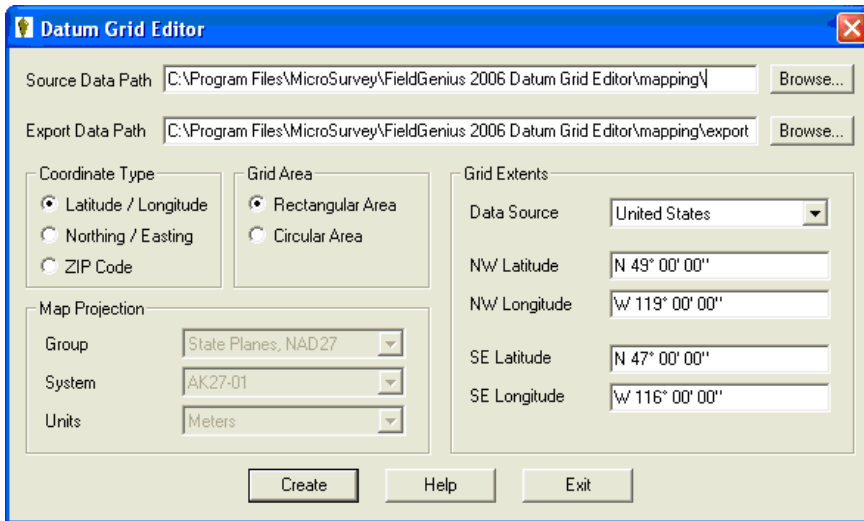 Datum Grid Editor
Source Data Path C:\Program Files\MicroSurvey\FieldGenius 2006 Datum Grid Editor\mapping\ Browse...
Export Data Path C:\Program Files\MicroSurvey\FieldGenius 2006 Datum Grid Editor\mapping\export Browse...
Coordinate Type
Latitude / Longitude
Northing / Easting
ZIP Code
Grid Area
Rectangular Area
Circular Area
Map Projection
Group State Planes, NAD27
System AK27-01
Units Meters
Grid Extents
Data Source United States
NW Latitude N 49° 00' 00"
NW Longitude W 119° 00' 00"
SE Latitude N 47° 00' 00"
SE Longitude W 116° 00' 00"
Create Help Exit